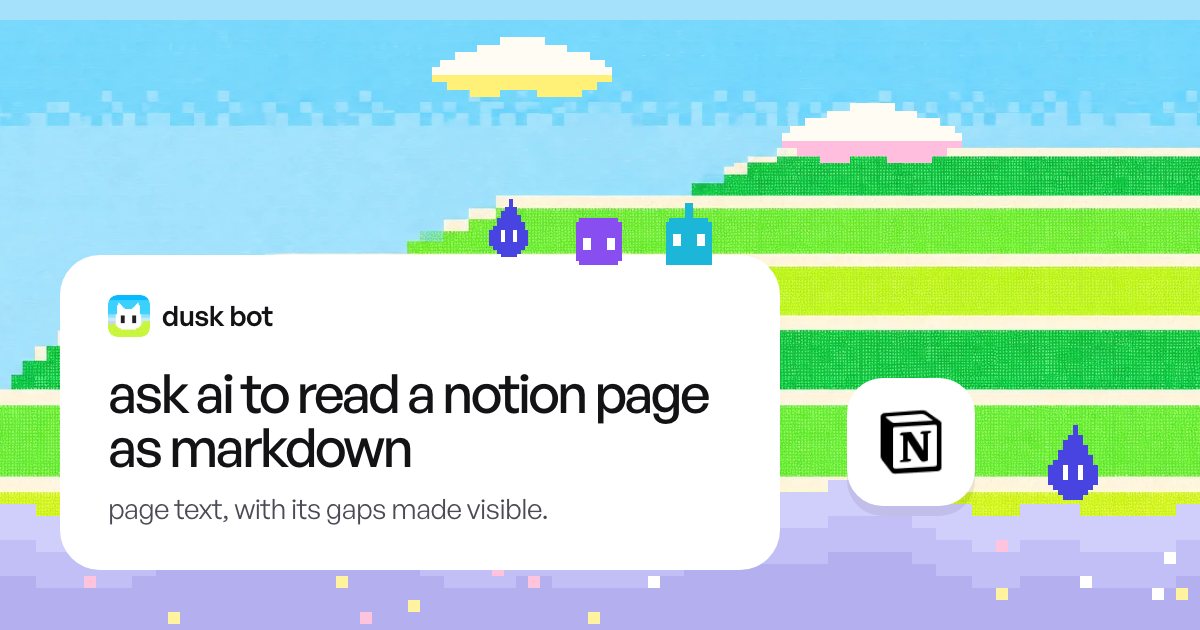 dusk bot
ask ai to read a notion page
as markdown
page text, with its gaps made visible.
N